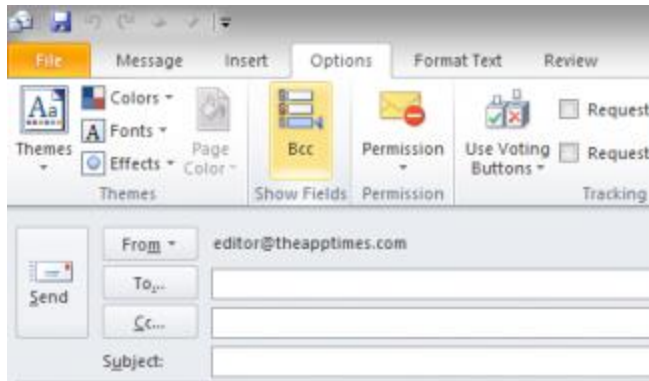 File Message Insert Options Format Text Review
Aa Colors Request
A Fonts
Themes Page Color Bcc Permission Use Voting Buttons Request
Effects
Themes Show Fields Permission Tracking
From editor@theapptimes.com
Send To...
Cc...
Subject: